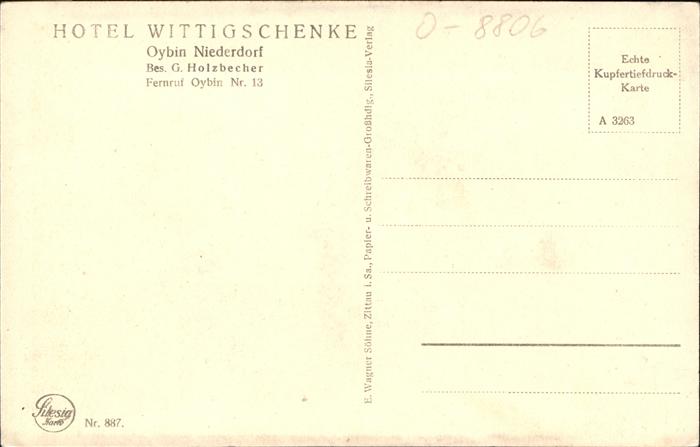 HOTEL WITTIGSCHENKE
Oybin Niederdorf
Bes. G. Holzbecher
Fernruf Oybin Nr. 13
O-8806
Echte
Kupfertiefdruck-
Karte
A 3263
E. Wagner Söhne, Zittau i. Sa., Papier- u. Schreibwaren-Großhdlg., Silesia-Verlag
Silesia
Karte
Nr. 887.